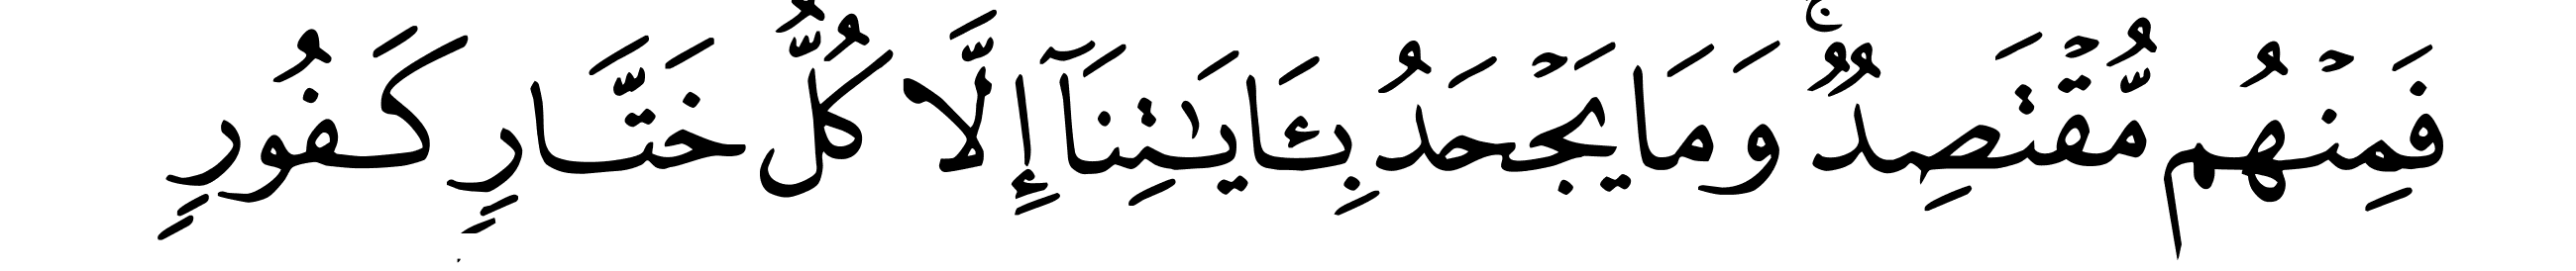 فَمِنْهُم مُّقْتَصِدٌۭ ۚ وَمَا يَجْحَدُ بِـَٔايَـٰتِنَآ إِلَّا كُلُّ خَتَّارٍۢ كَفُورٍۢ